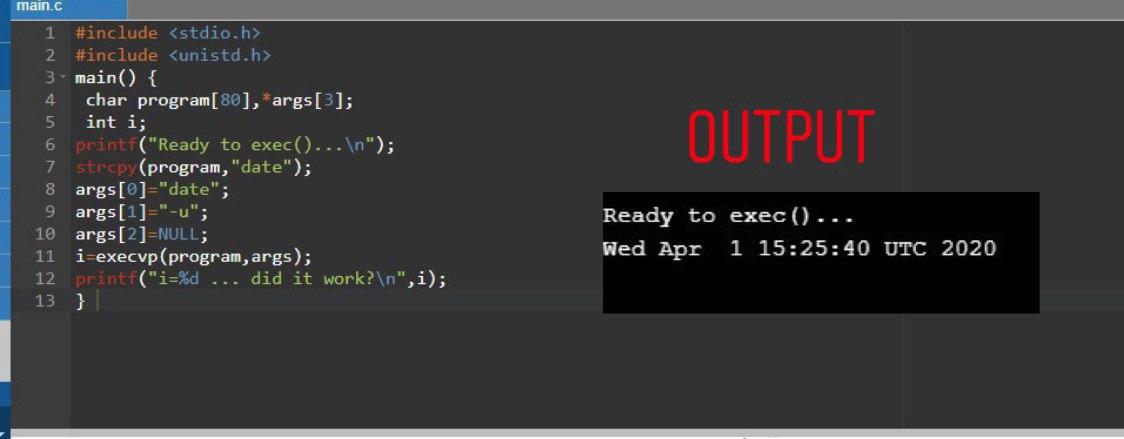 main.c
1 #include <stdio.h>
2 #include <unistd.h>
3 main() {
4 char program[80],*args[3];
5 int i;
6 printf("Ready to exec()...\n");
7 strcpy(program,"date");
8 args[0]="date";
9 args[1]="-u";
10 args[2]=NULL;
11 i=execvp(program,args);
12 printf("i=%d ... did it work?\n",i);
13 }
OUTPUT
Ready to exec()...
Wed Apr  1 15:25:40 UTC 2020